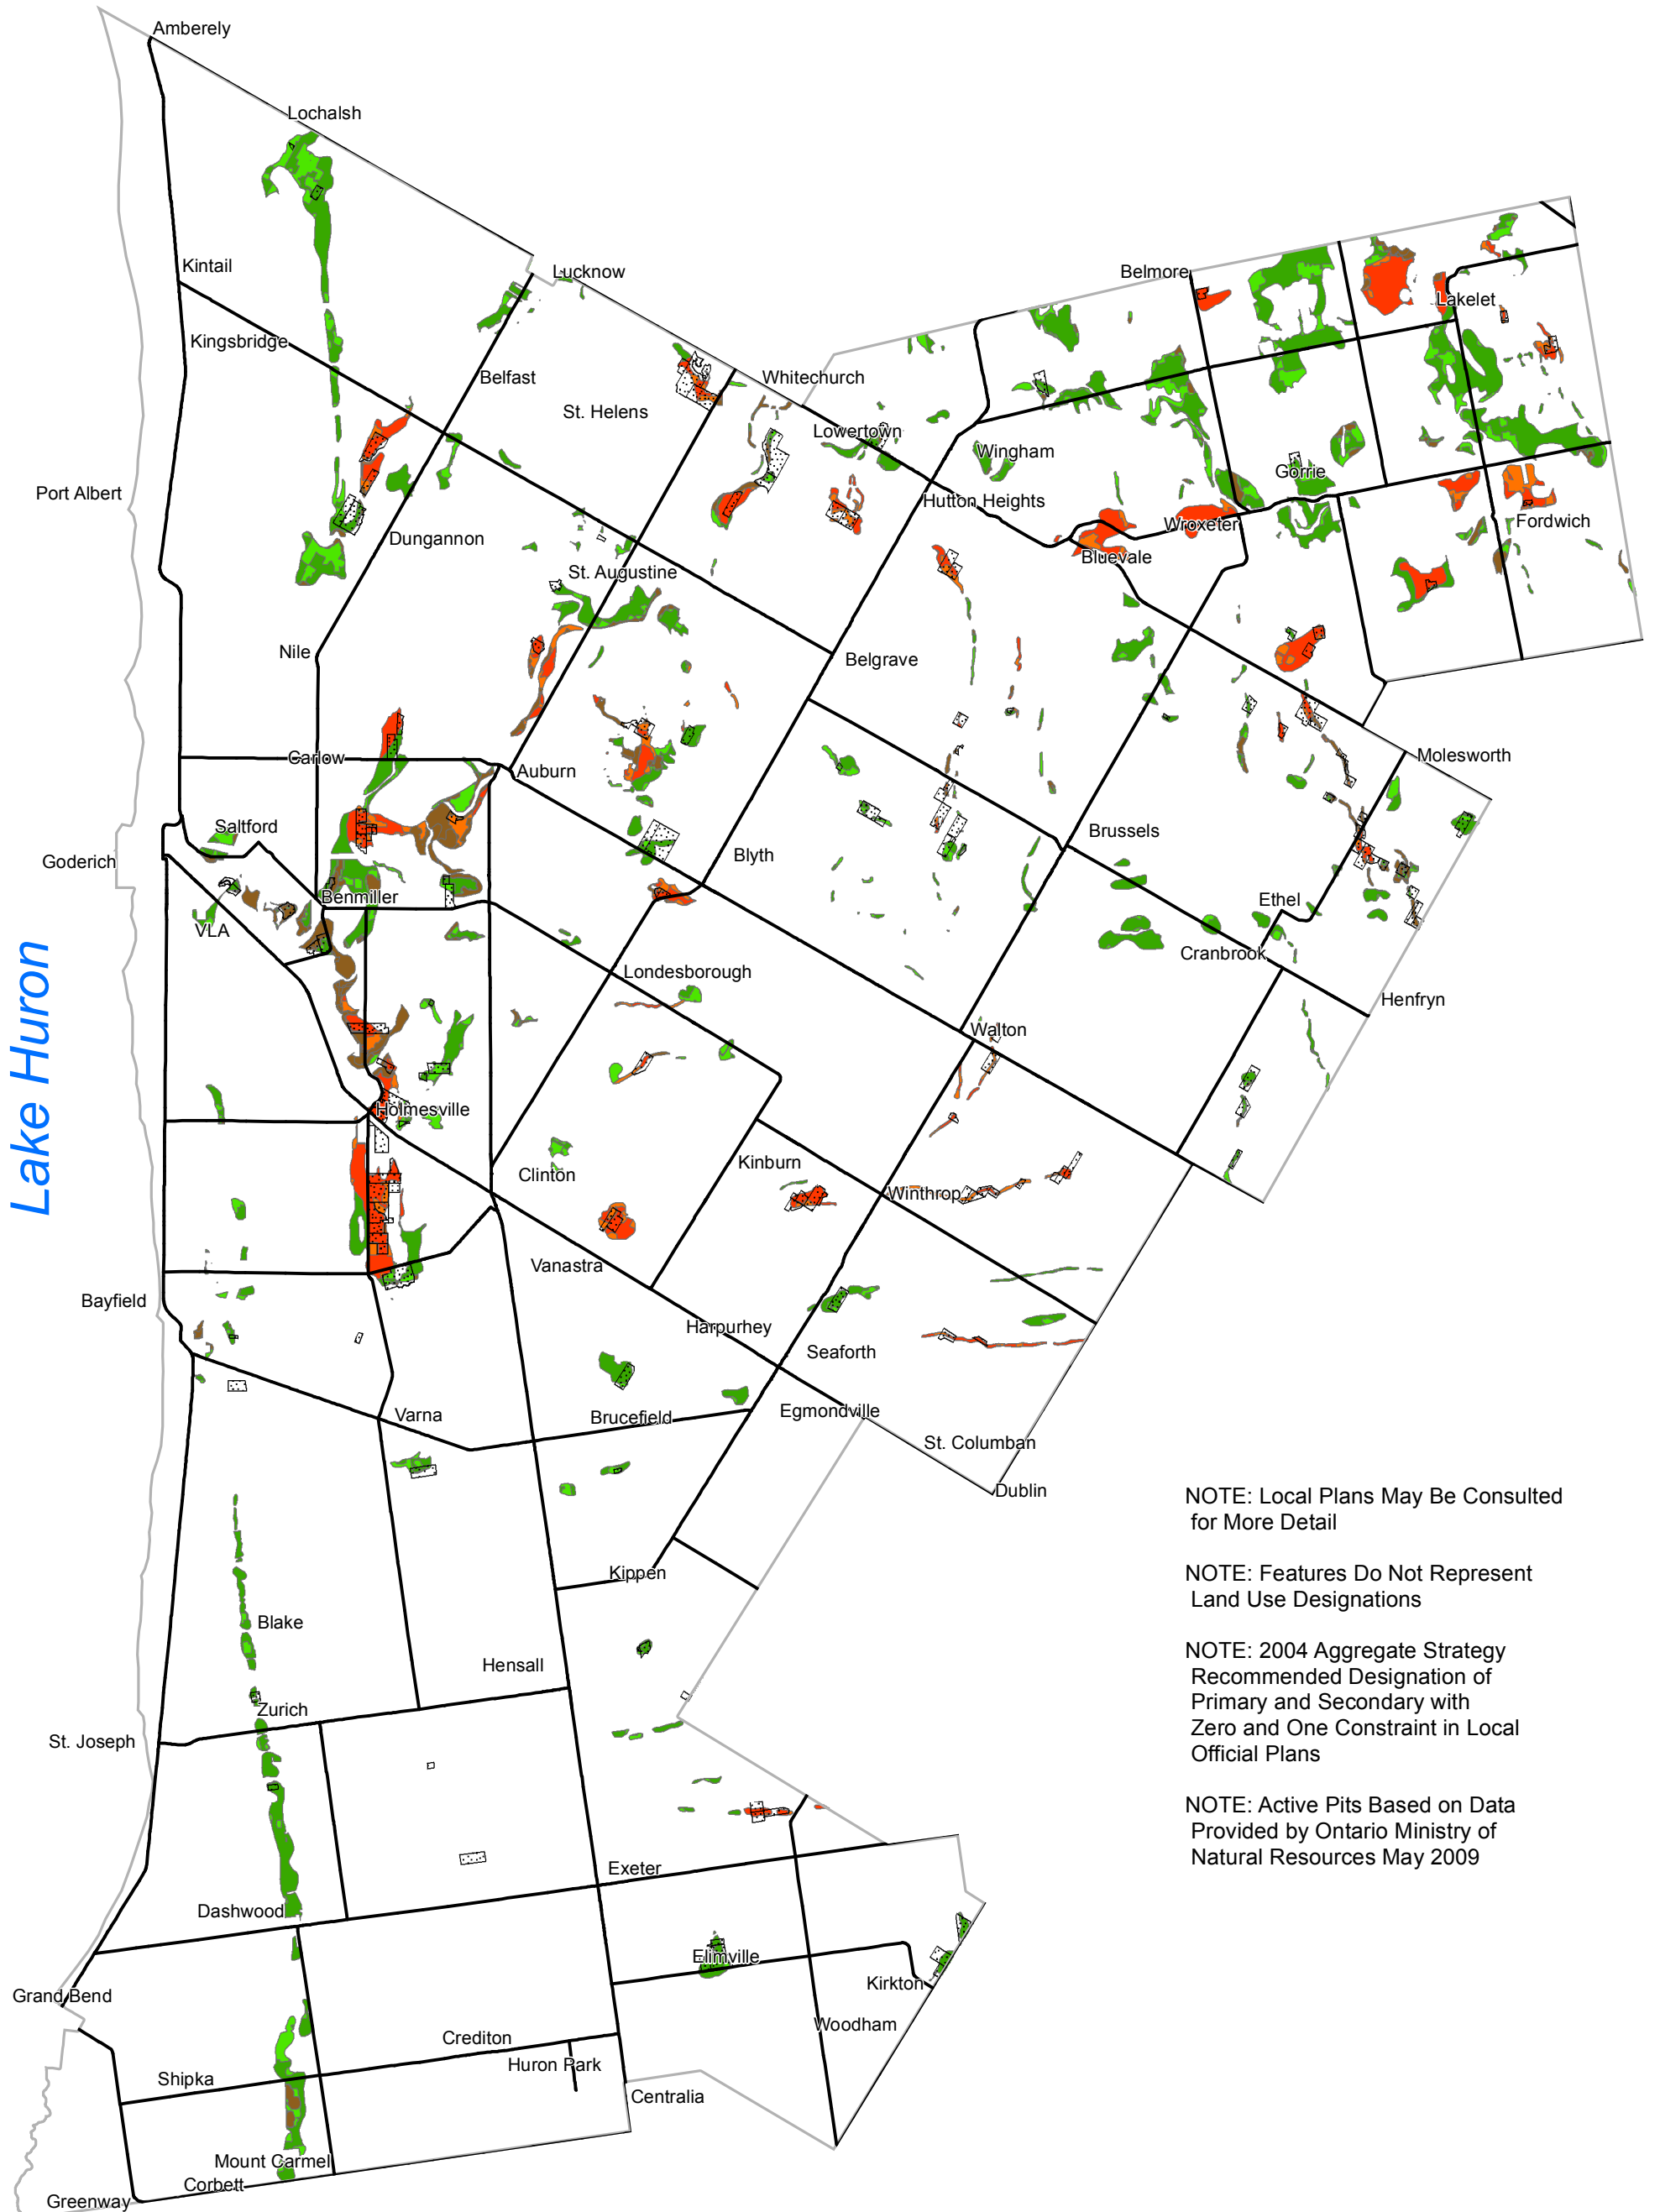 Amberely
Lochalsh
Kintail
Lucknow
Belmore
Lakelet
Kingsbridge
Belfast
Whitechurch
St. Helens
Lowertown
Wingham
Gorrie
Port Albert
Hutton Heights
Wroxeter
Fordwich
Dungannon
Bluevale
St. Augustine
Nile
Belgrave
Carlow
Auburn
Molesworth
Saltford
Brussels
Goderich
Blyth
Benmiller
Ethel
VLA
Cranbrook
Londesborough
Henfryn
Lake Huron
Walton
Holmesville
Clinton
Kinburn
Winthrop
Vanastra
Bayfield
Harpurhey
Seaforth
Varna
Brucefield
Egmondville
St. Columban
Dublin
NOTE: Local Plans May Be Consulted
for More Detail
NOTE: Features Do Not Represent
Land Use Designations
NOTE: 2004 Aggregate Strategy
Recommended Designation of
Primary and Secondary with
Zero and One Constraint in Local
Official Plans
NOTE: Active Pits Based on Data
Provided by Ontario Ministry of
Natural Resources May 2009
Kippen
Blake
Hensall
Zurich
St. Joseph
Exeter
Dashwood
Elimville
Kirkton
Grand Bend
Woodham
Crediton
Huron Park
Shipka
Centralia
Mount Carmel
Corbett
Greenway